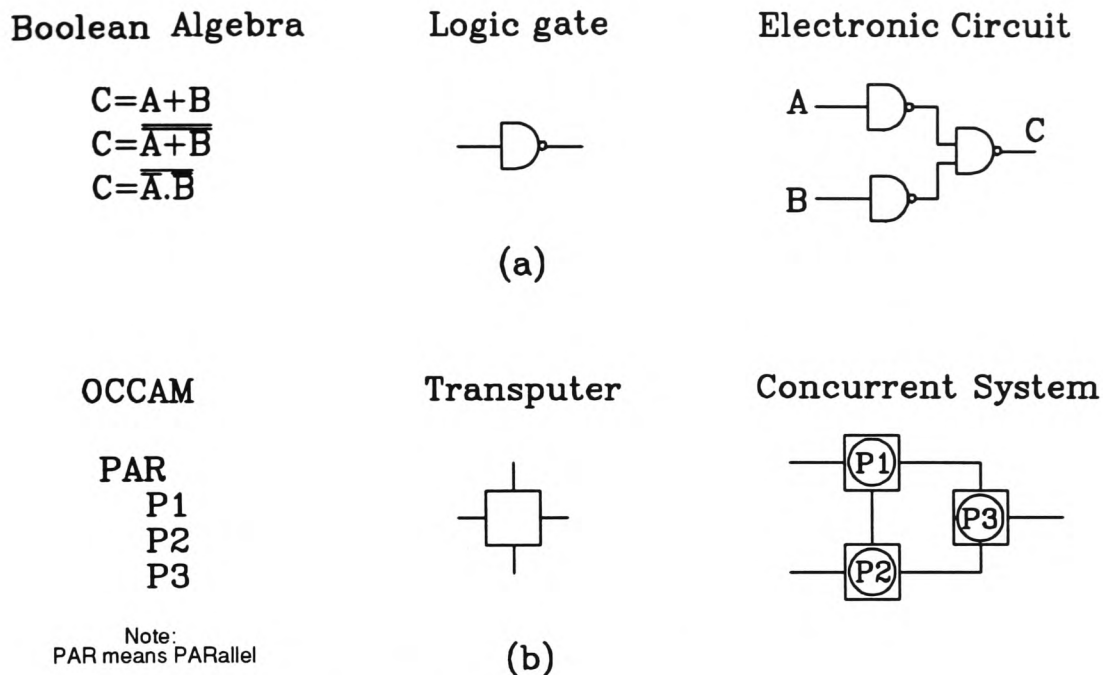 Boolean Algebra
Logic gate
Electronic Circuit
C=A+B
C=A̿+̿B̿
C=A̿.̅B̿
A
B
C
(a)
OCCAM
Transputer
Concurrent System
PAR
P1
P2
P3
P1
P2
P3
Note:
PAR means PARallel
(b)